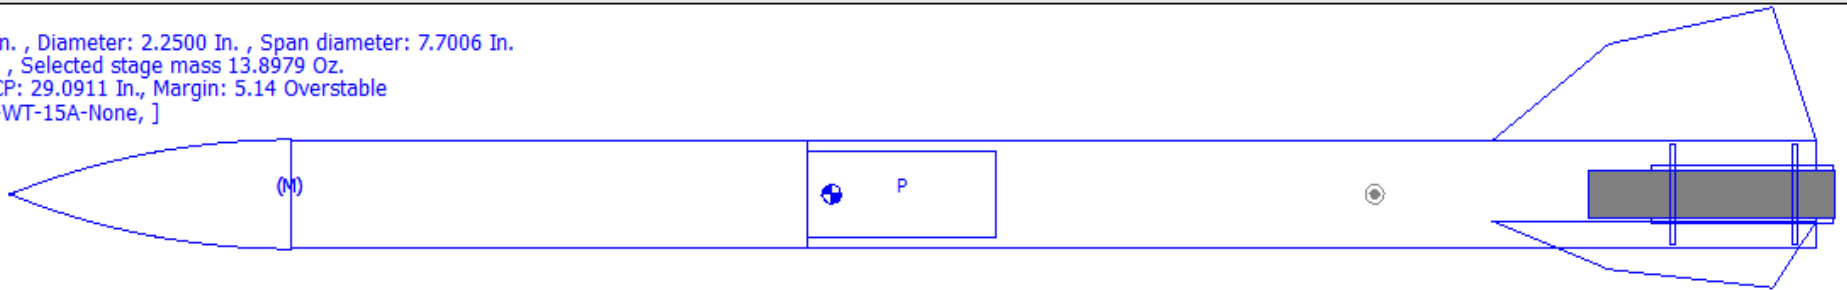 n. , Diameter: 2.2500 In. , Span diameter: 7.7006 In.
, Selected stage mass 13.8979 Oz.
CP: 29.0911 In., Margin: 5.14 Overstable
-WT-15A-None, ]
(M)
P